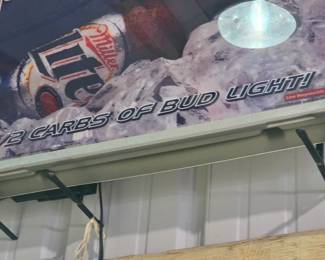 Miller
Lite
/2 CARBS OF BUD LIGHT!